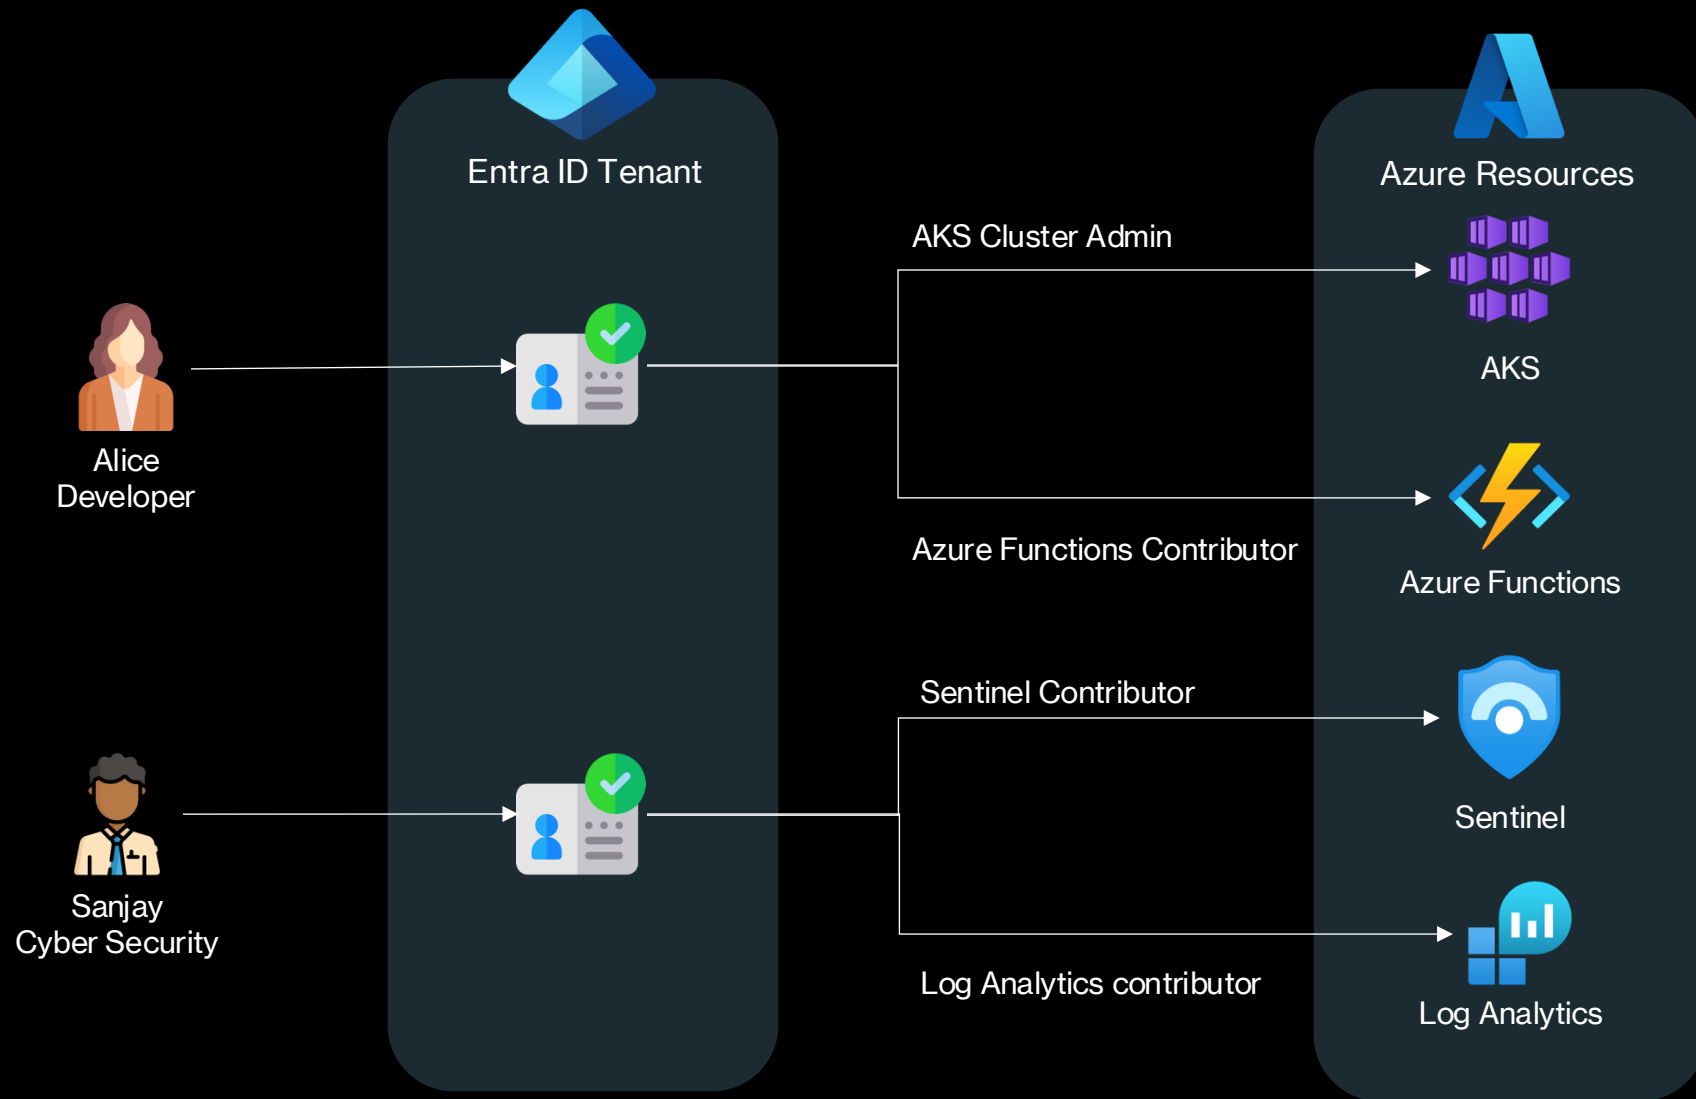 Entra ID Tenant
Azure Resources
AKS Cluster Admin
AKS
Alice
Developer
Azure Functions Contributor
Azure Functions
Sentinel Contributor
Sentinel
Sanjay
Cyber Security
Log Analytics contributor
Log Analytics